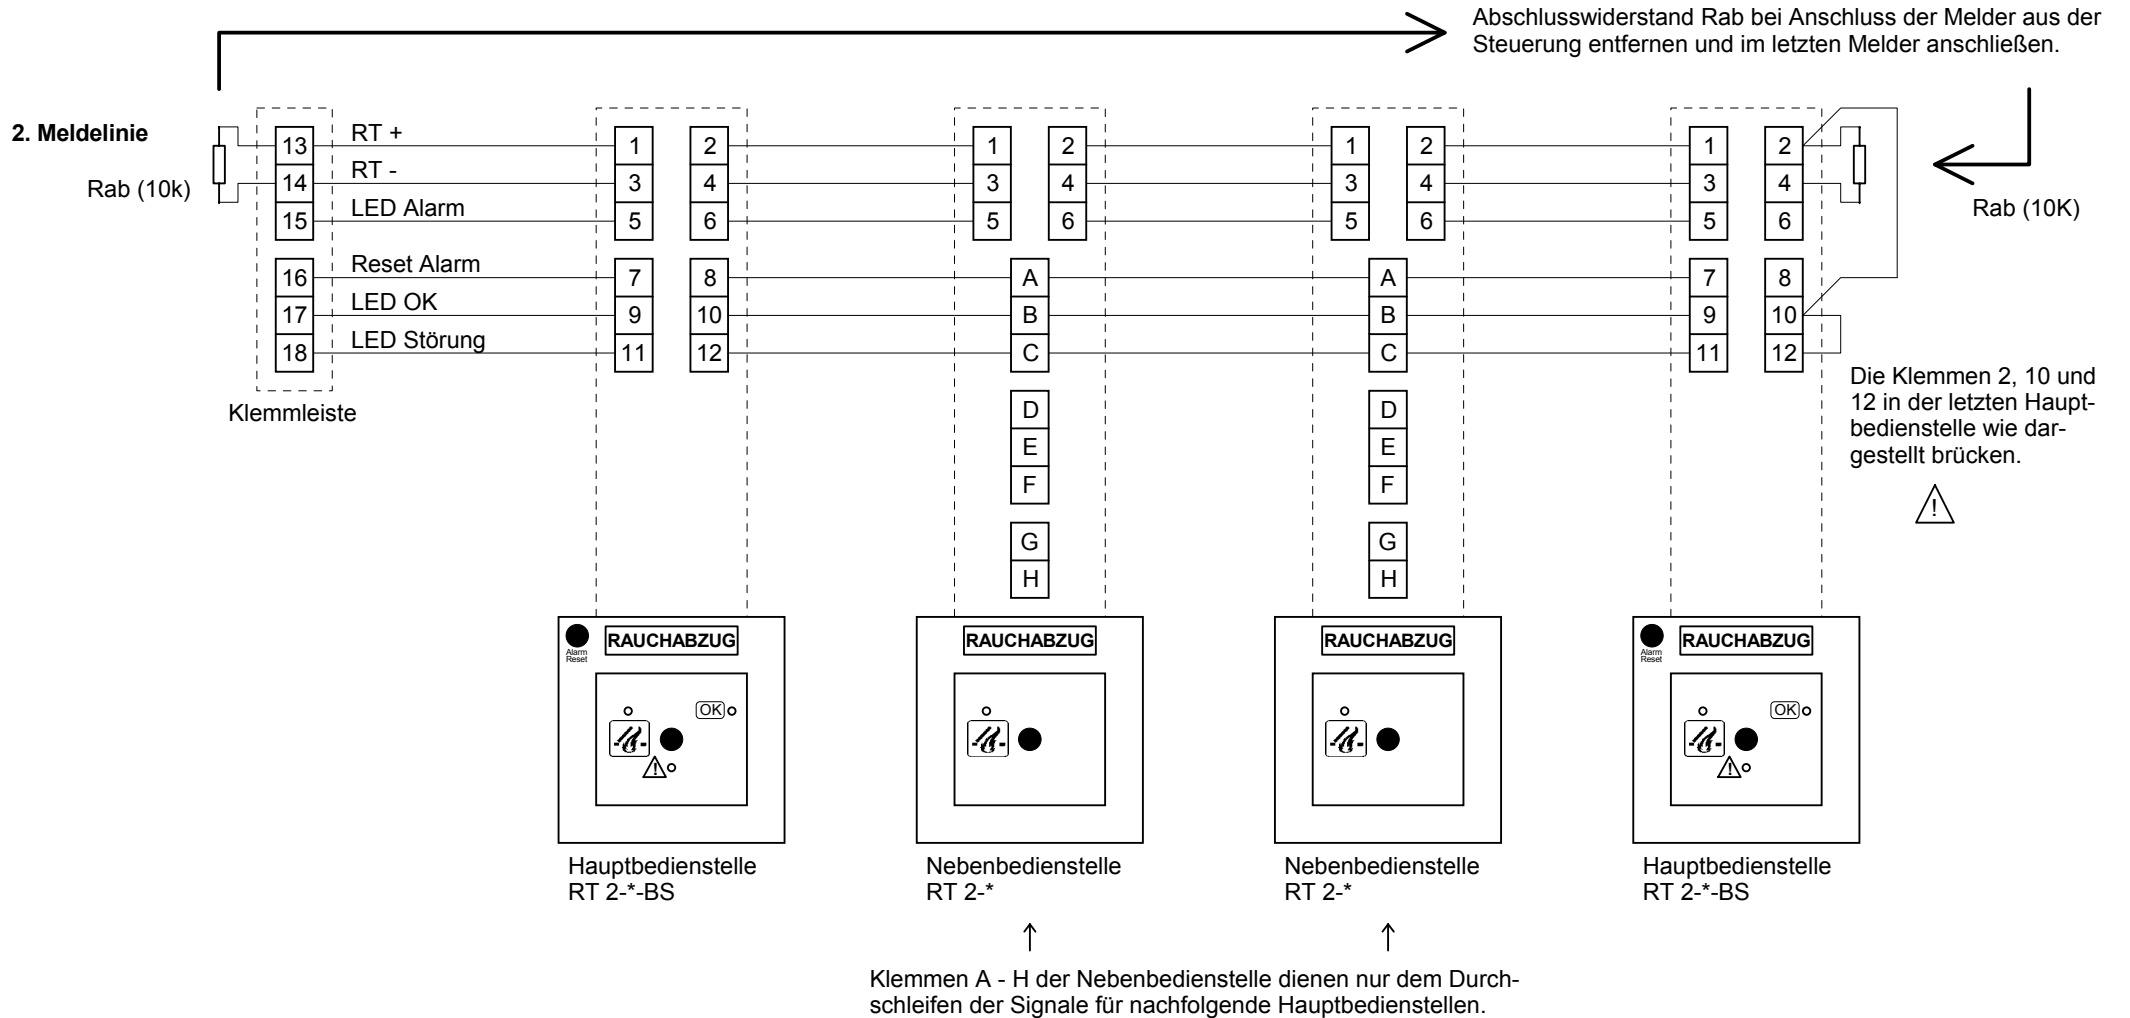 Abschlusswiderstand Rab bei Anschluss der Melder aus der
Steuerung entfernen und im letzten Melder anschließen.
2. Meldelinie
Rab (10k)
13 RT + 1 2 1 2 1 2 1 2
14 RT - 3 4 3 4 3 4 3 4
15 LED Alarm 5 6 5 6 5 6 5 6
Rab (10K)
16 Reset Alarm 7 8 A A 7 8
17 LED OK 9 10 B B 9 10
18 LED Störung 11 12 C C 11 12
Klemmleiste
Die Klemmen 2, 10 und
12 in der letzten Haupt-
bedienstelle wie dar-
gestellt brücken.
!
D D
E E
F F
G G
H H
RAUCHABZUG RAUCHABZUG RAUCHABZUG RAUCHABZUG
Alarm Alarm
Reset Reset
OK OK
! !
Hauptbedienstelle
RT 2-*-BS
Nebenbedienstelle
RT 2-*
Nebenbedienstelle
RT 2-*
Hauptbedienstelle
RT 2-*-BS
Klemmen A - H der Nebenbedienstelle dienen nur dem Durch-
schleifen der Signale für nachfolgende Hauptbedienstellen.